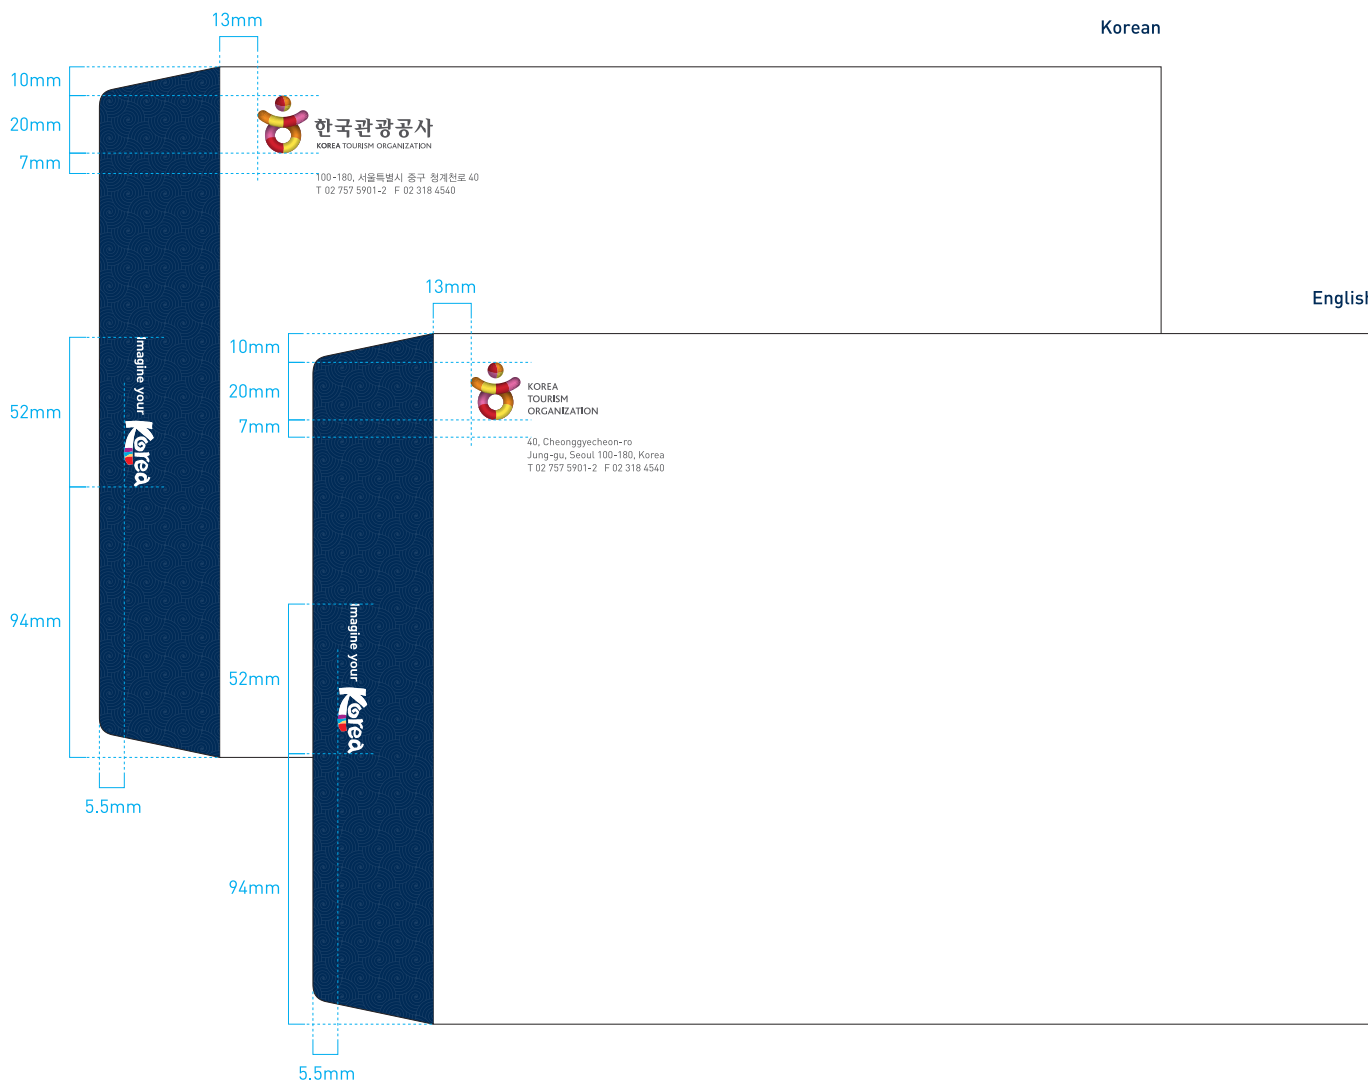 13mm
Korean
10mm
20mm
7mm
한국관광공사
KOREA TOURISM ORGANIZATION
100-180, 서울특별시 중구 청계천로 40
T 02 757 5901-2 F 02 318 4540
52mm
Imagine your
Korea
94mm
5.5mm
13mm
English
10mm
20mm
7mm
KOREA
TOURISM
ORGANIZATION
40, Cheonggyecheon-ro
Jung-gu, Seoul 100-180, Korea
T 02 757 5901-2 F 02 318 4540
52mm
Imagine your
Korea
94mm
5.5mm